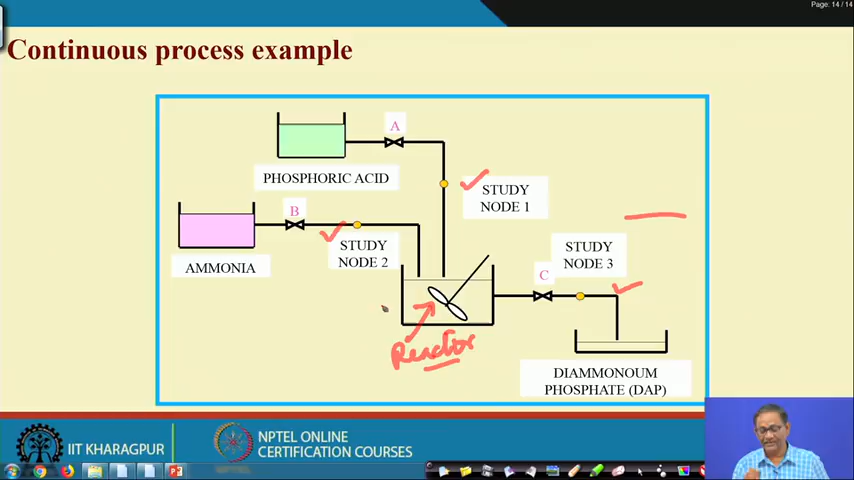 Page: 14 / 14
Continuous process example
A
PHOSPHORIC ACID
STUDY
NODE 1
B
STUDY
NODE 2
AMMONIA
STUDY
NODE 3
C
Reactor
DIAMMONOUM
PHOSPHATE (DAP)
IIT KHARAGPUR
NPTEL ONLINE
CERTIFICATION COURSES